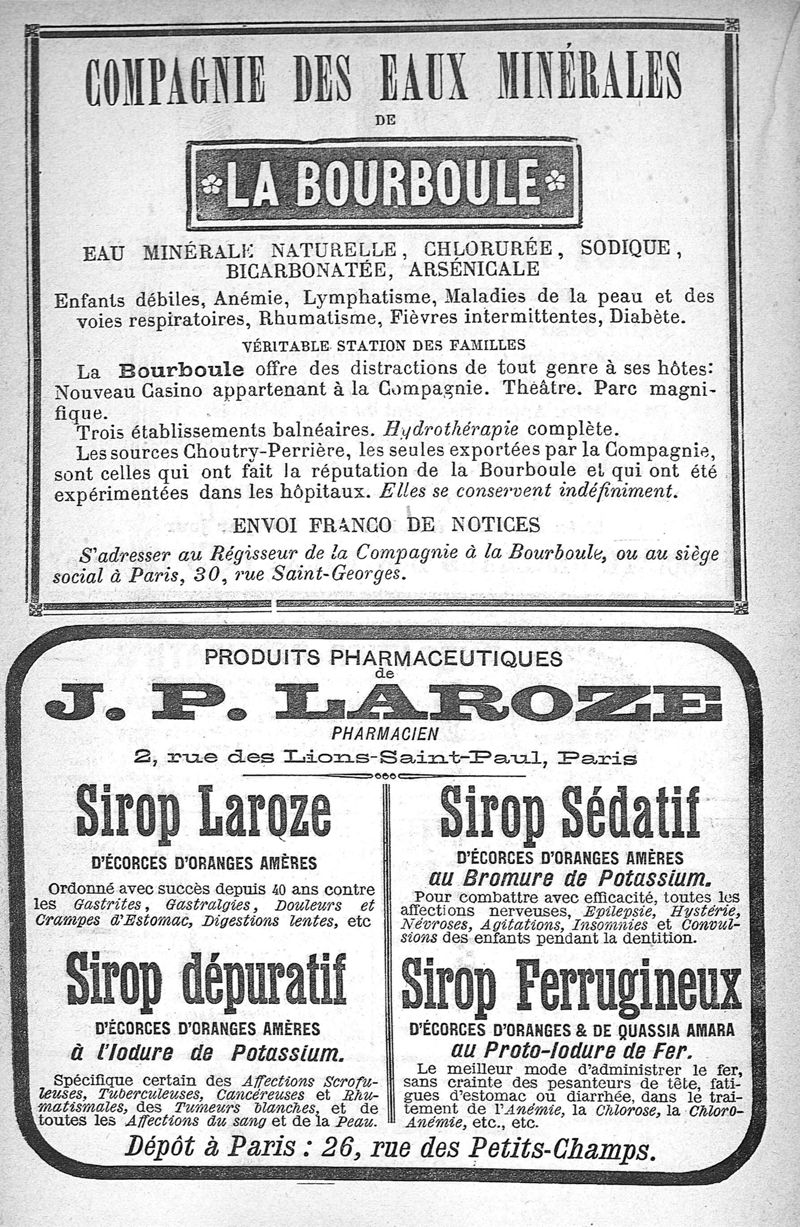 COMPAGNIE DES EAUX MINÉRALES
DE
LA BOURBOULE
EAU MINÉRALE NATURELLE, CHLORURÉE, SODIQUE,
BICARBONATÉE, ARSÉNICALE
Enfants débiles, Anémie, Lymphatisme, Maladies de la peau et des
voies respiratoires, Rhumatisme, Fièvres intermittentes, Diabète.
VÉRITABLE STATION DES FAMILLES
La Bourboule offre des distractions de tout genre à ses hôtes:
Nouveau Casino appartenant à la Compagnie. Théâtre. Parc magni-
fique.
Trois établissements balnéaires. Hydrothérapie complète.
Les sources Choutry-Perrière, les seules exportées par la Compagnie,
sont celles qui ont fait la réputation de la Bourboule et qui ont été
expérimentées dans les hôpitaux. Elles se conservent indéfiniment.
ENVOI FRANCO DE NOTICES
S'adresser au Régisseur de la Compagnie à la Bourboule, ou au siège
social à Paris, 30, rue Saint-Georges.
PRODUITS PHARMACEUTIQUES
de
J. P. LAROZE
PHARMACIEN
2, rue des Lions-Saint-Paul, Paris
Sirop Laroze
D'ÉCORCES D'ORANGES AMÈRES
Ordonné avec succès depuis 40 ans contre
les Gastrites, Gastralgies, Douleurs et
Crampes d'Estomac, Digestions lentes, etc
Sirop Sédatif
D'ÉCORCES D'ORANGES AMÈRES
au Bromure de Potassium.
Pour combattre avec efficacité, toutes les
affections nerveuses, Epilepsie, Hystérie,
Névroses, Agitations, Insomnies et Convul-
sions des enfants pendant la dentition.
Sirop dépuratif
D'ÉCORCES D'ORANGES AMÈRES
à l'Iodure de Potassium.
Spécifique certain des Affections Scrofu-
leuses, Tuberculeuses, Cancéreuses et Rhu-
matismales, des Tumeurs blanches, et de
toutes les Affections du sang et de la Peau.
Sirop Ferrugineux
D'ÉCORCES D'ORANGES & DE QUASSIA AMARA
au Proto-Iodure de Fer.
Le meilleur mode d'administrer le fer,
sans crainte des pesanteurs de tête, fati-
gues d'estomac ou diarrhée, dans le trai-
tement de l'Anémie, la Chlorose, la Chloro-
Anémie, etc., etc.
Dépôt à Paris : 26, rue des Petits-Champs.